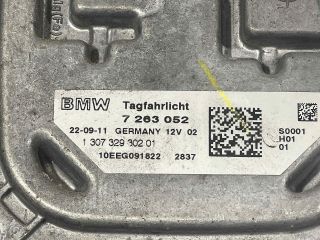 BMW Tagfahrlicht
7 263 052
22-09-11 GERMANY 12V 02
1 307 329 302 01
10EEG091822 2837
S0001
H01
01